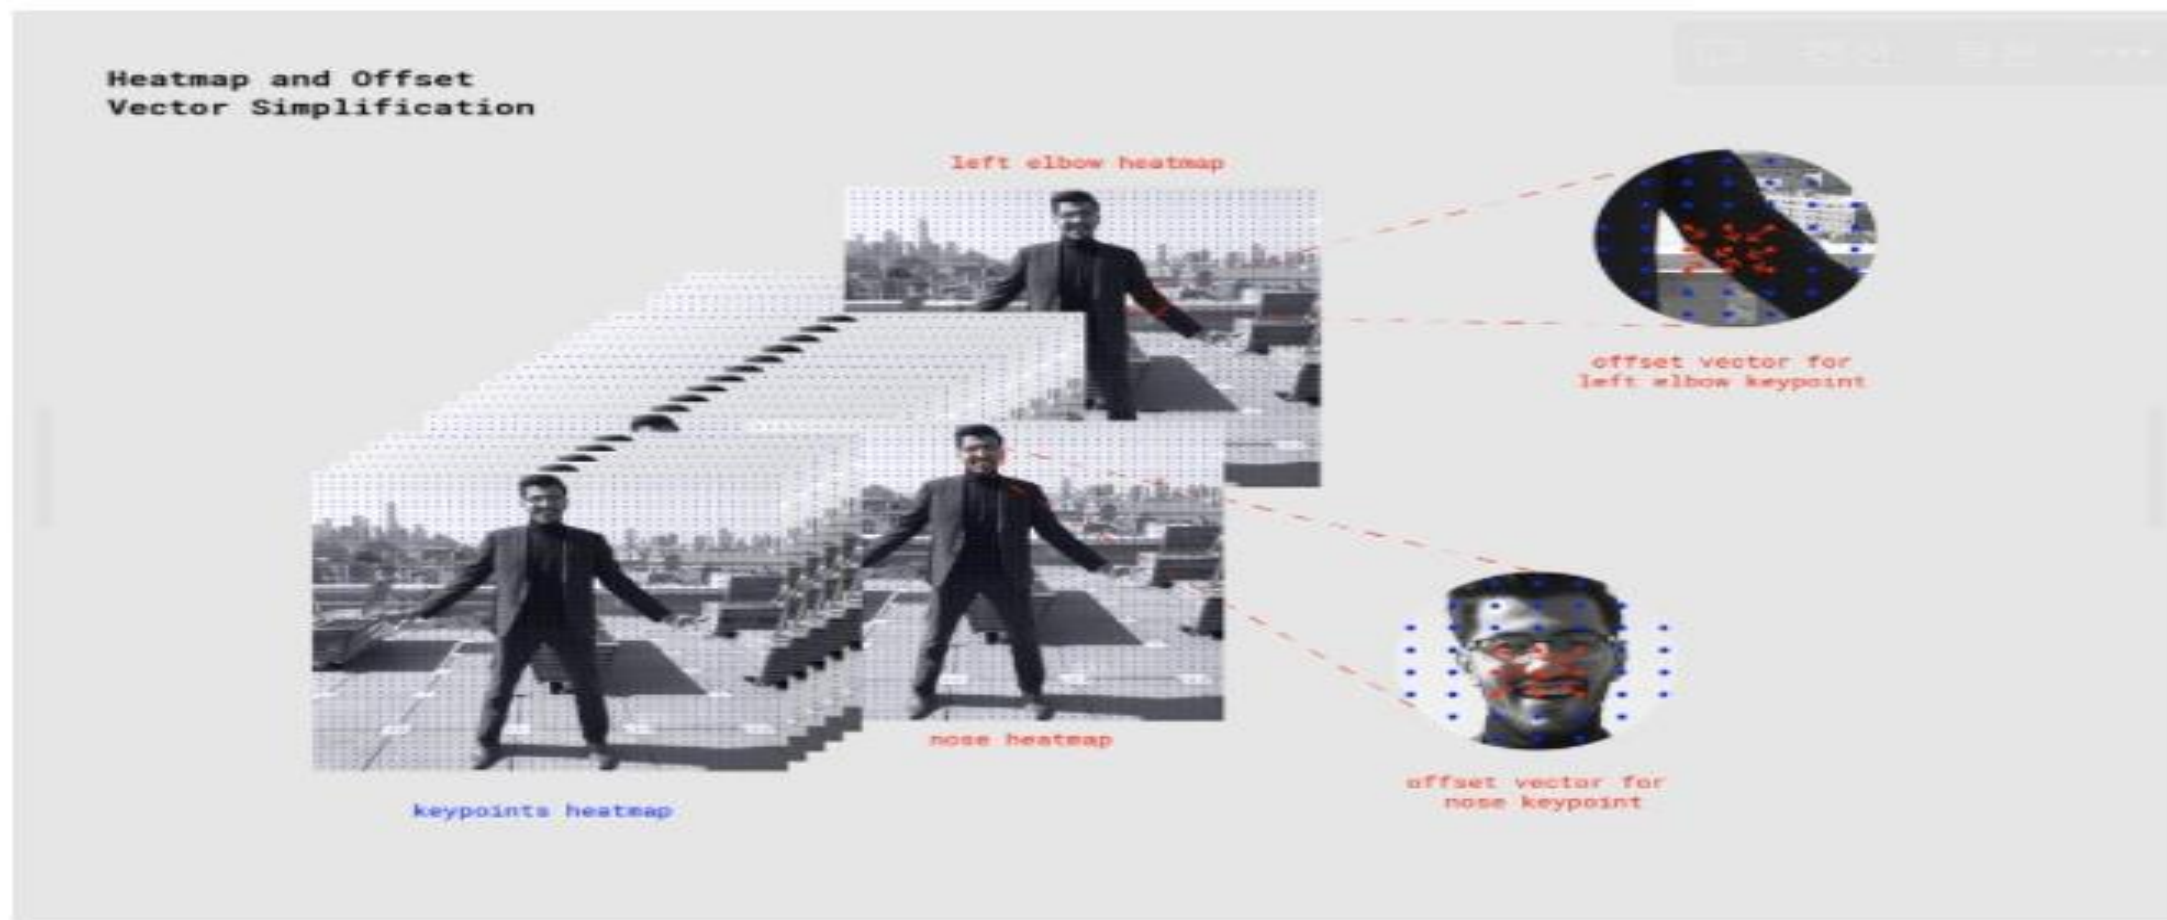 Heatmap and Offset
Vector Simplification
left elbow heatmap
offset vector for
left elbow keypoint
nose heatmap
offset vector for
nose keypoint
keypoints heatmap